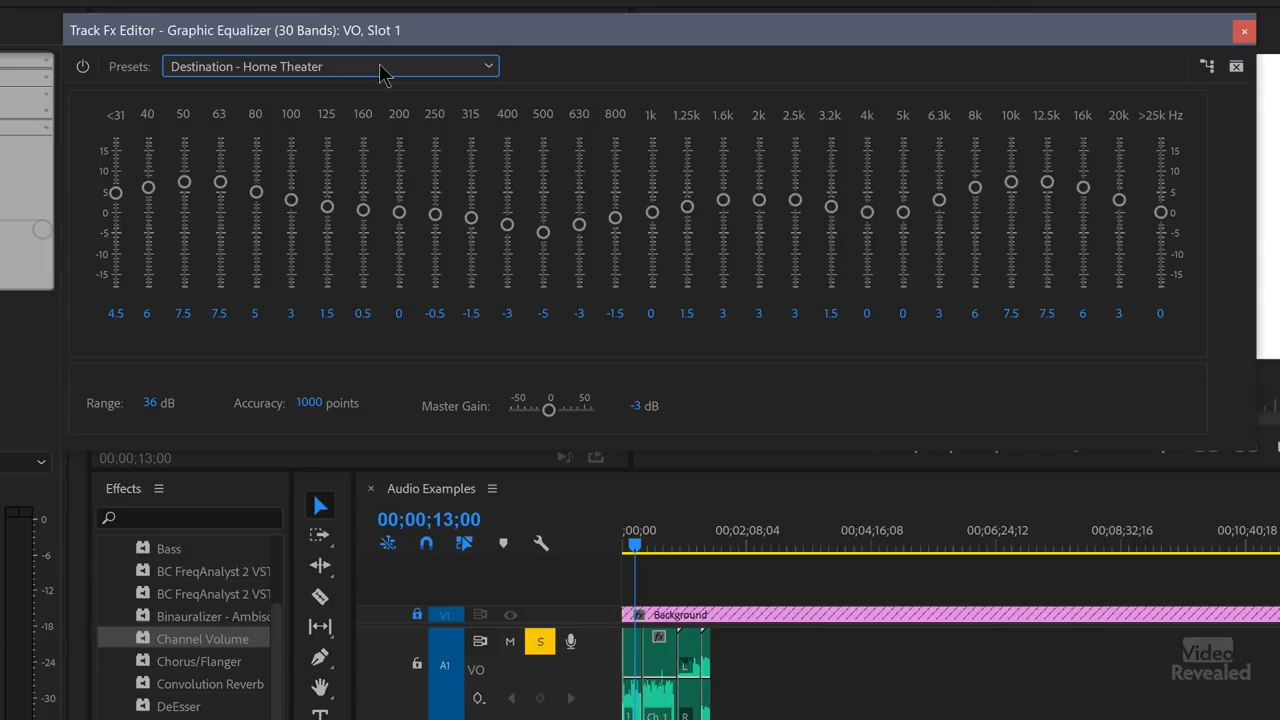 Track Fx Editor - Graphic Equalizer (30 Bands): VO, Slot 1
×
Presets: Destination - Home Theater
<31 40 50 63 80 100 125 160 200 250 315 400 500 630 800 1k 1.25k 1.6k 2k 2.5k 3.2k 4k 5k 6.3k 8k 10k 12.5k 16k 20k >25k Hz
15 15
10 10
5 5
0 0
-5 -5
-10 -10
-15 -15
4.5 6 7.5 7.5 5 3 1.5 0.5 0 -0.5 -1.5 -3 -5 -3 -1.5 0 1.5 3 3 3 1.5 0 0 3 6 7.5 7.5 6 3 0
-50 0 50
Range: 36 dB Accuracy: 1000 points Master Gain: -3 dB
00;00;13;00
Effects
× Audio Examples
00;00;13;00
;00;00 00;02;08;04 00;04;16;08 00;06;24;12 00;08;32;16 00;10;40;18
Bass
BC FreqAnalyst 2 VST
BC FreqAnalyst 2 VST
Binauralizer - Ambiso
Channel Volume
Chorus/Flanger
Convolution Reverb
DeEsser
V1 fx Background
A1 M S fx
VO L
1 Ch. 1 R
0
-6
-12
-18
-24
-30
T
Video
Revealed